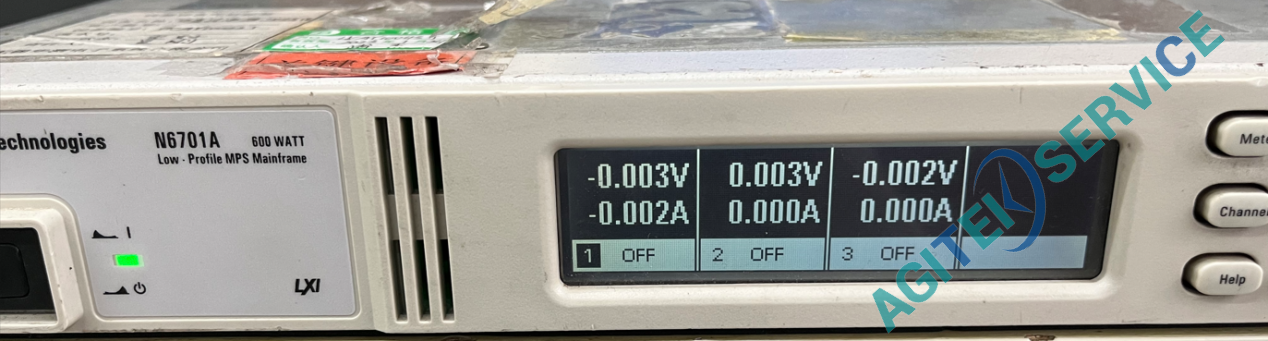 echnologies
N6701A 600 WATT
Low - Profile MPS Mainframe
LXI
-0.003V 0.003V -0.002V
-0.002A 0.000A 0.000A
1 OFF 2 OFF 3 OFF
Mete
Channel
Help
AGITEK SERVICE